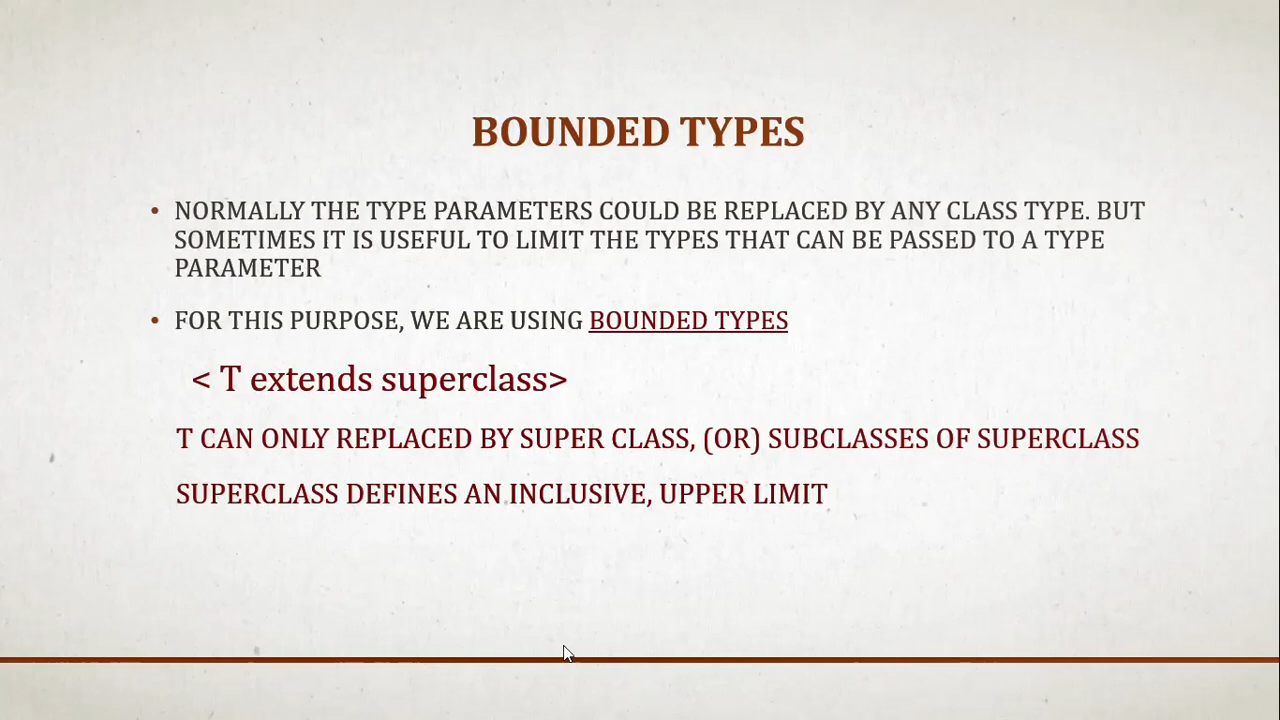 BOUNDED TYPES
• NORMALLY THE TYPE PARAMETERS COULD BE REPLACED BY ANY CLASS TYPE. BUT
SOMETIMES IT IS USEFUL TO LIMIT THE TYPES THAT CAN BE PASSED TO A TYPE
PARAMETER
• FOR THIS PURPOSE, WE ARE USING BOUNDED TYPES
< T extends superclass>
T CAN ONLY REPLACED BY SUPER CLASS, (OR) SUBCLASSES OF SUPERCLASS
SUPERCLASS DEFINES AN INCLUSIVE, UPPER LIMIT